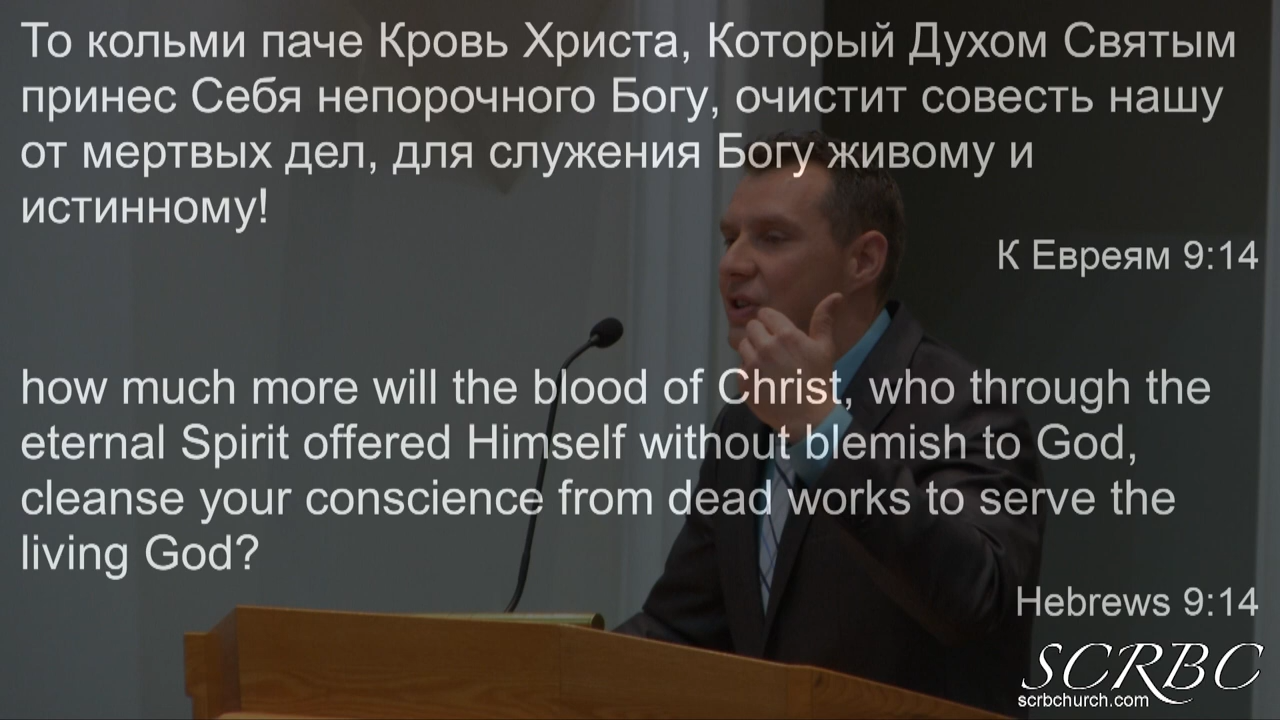 То кольми паче Кровь Христа, Который Духом Святым
принес Себя непорочного Богу, очистит совесть нашу
от мертвых дел, для служения Богу живому и
истинному!
К Евреям 9:14
how much more will the blood of Christ, who through the
eternal Spirit offered Himself without blemish to God,
cleanse your conscience from dead works to serve the
living God?
Hebrews 9:14
SCRBC
scrbchurch.com